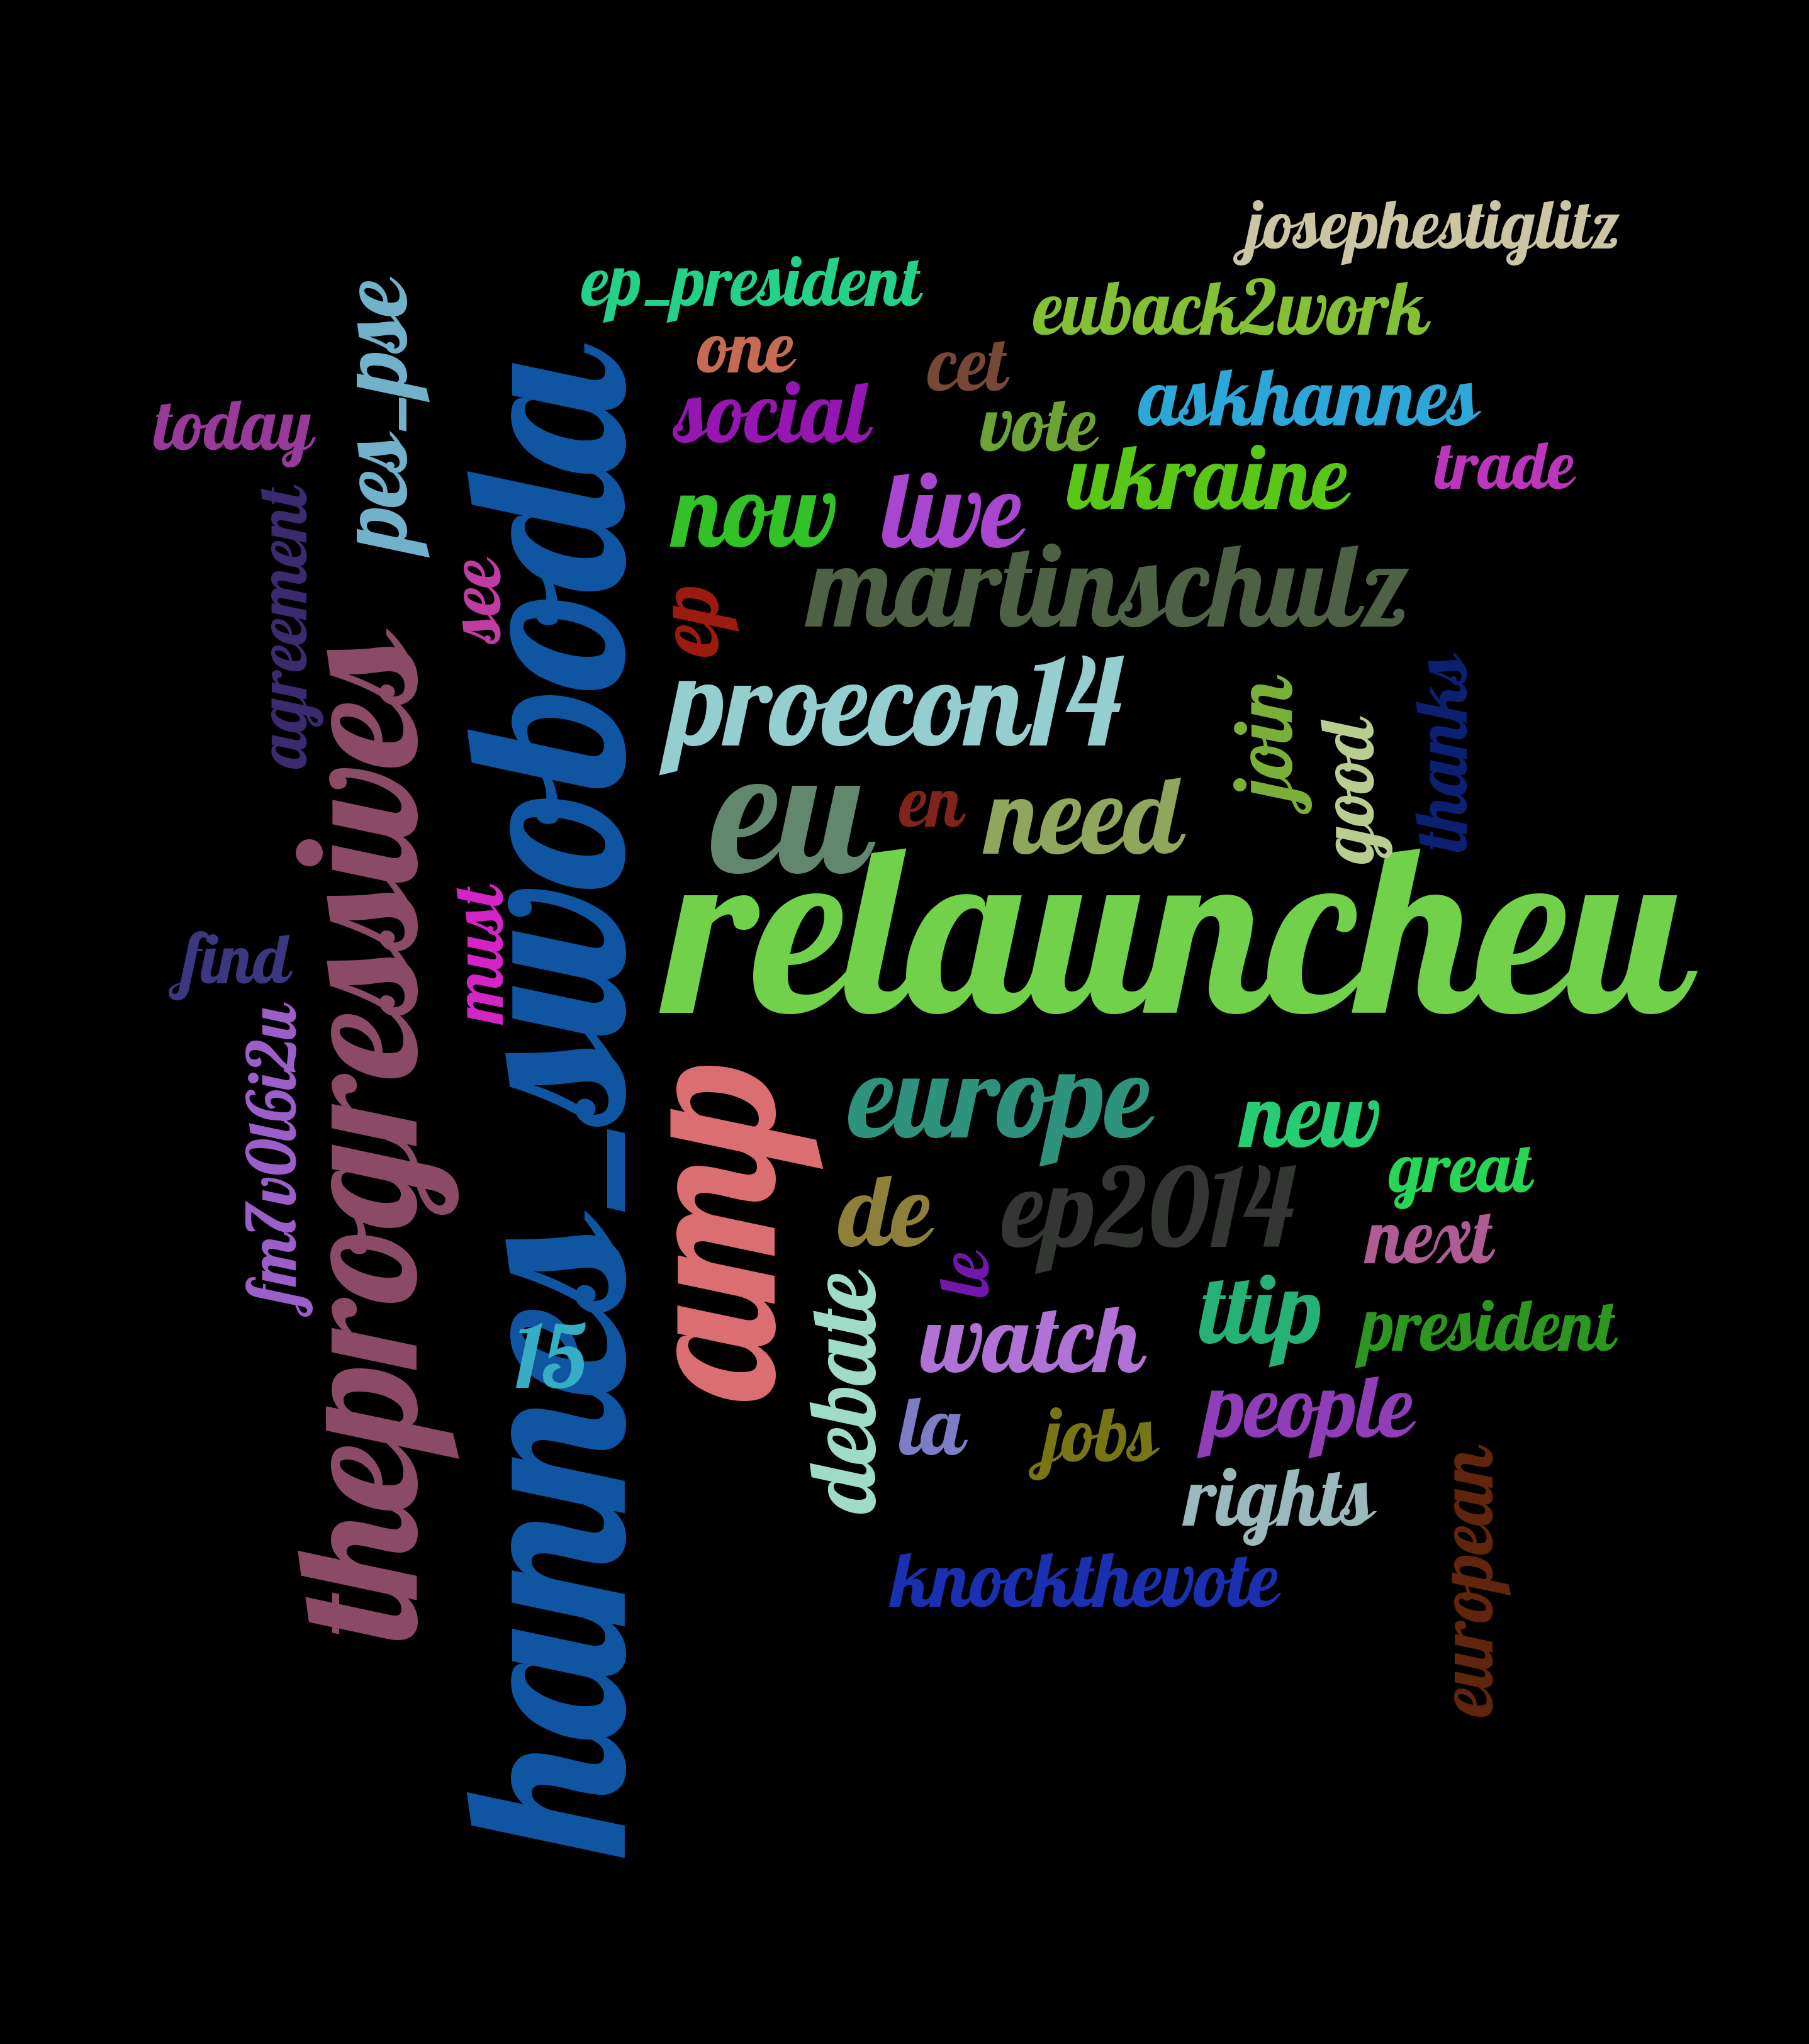 josephestiglitz
ep_president
euback2work
pes_pse
one
cet
askhannes
today
social
vote
ukraine
trade
now
live
agreement
see
martinschulz
ep
theprogressives
hannes_swoboda
proecon14
join
good
thanks
eu
en
need
relauncheu
must
find
fm7v0l6i2u
amp
europe
new
great
de
ep2014
next
le
debate
ttip
president
15
watch
people
la
jobs
rights
european
knockthevote